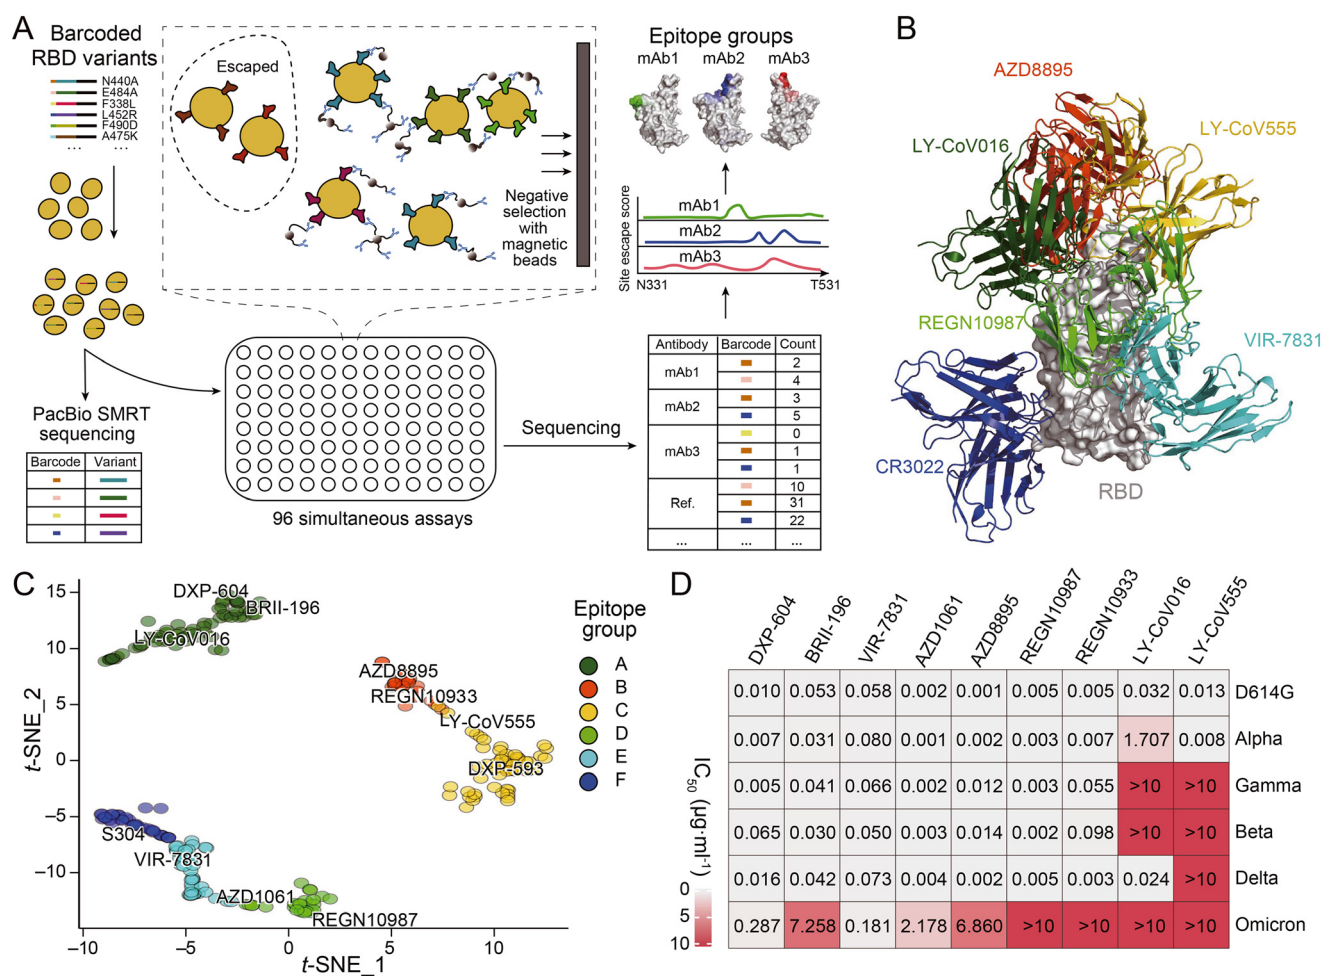 A
Barcoded
RBD variants
N440A
E484A
F338L
L452R
F490D
A475K
... ...
PacBio SMRT
sequencing
Barcode Variant
Escaped
Negative
selection
with
magnetic
beads
96 simultaneous assays
Sequencing
Epitope groups
mAb1 mAb2 mAb3
Site escape score
mAb1
mAb2
mAb3
N331 T531
Antibody Barcode Count
mAb1 2
4
mAb2 3
5
mAb3 0
1
1
Ref. 10
31
22
... ... ...
B
AZD8895
LY-CoV555
LY-CoV016
REGN10987
VIR-7831
CR3022
RBD
C
t-SNE_2
15
10
5
0
−5
−10
−10 −5 0 5 10
t-SNE_1
DXP-604
BRII-196
LY-CoV016
AZD8895
REGN10933
LY-CoV555
DXP-593
S304
VIR-7831
AZD1061
REGN10987
Epitope
group
A
B
C
D
E
F
D
DXP-604 BRII-196 VIR-7831 AZD1061 AZD8895 REGN10987 REGN10933 LY-CoV016 LY-CoV555
0.010 0.053 0.058 0.002 0.001 0.005 0.005 0.032 0.013 D614G
0.007 0.031 0.080 0.001 0.002 0.003 0.007 1.707 0.008 Alpha
0.005 0.041 0.066 0.002 0.012 0.003 0.055 >10 >10 Gamma
0.065 0.030 0.050 0.003 0.014 0.002 0.098 >10 >10 Beta
0.016 0.042 0.073 0.004 0.002 0.005 0.003 0.024 >10 Delta
0.287 7.258 0.181 2.178 6.860 >10 >10 >10 >10 Omicron
IC50 (µg·ml-1)
0
5
10